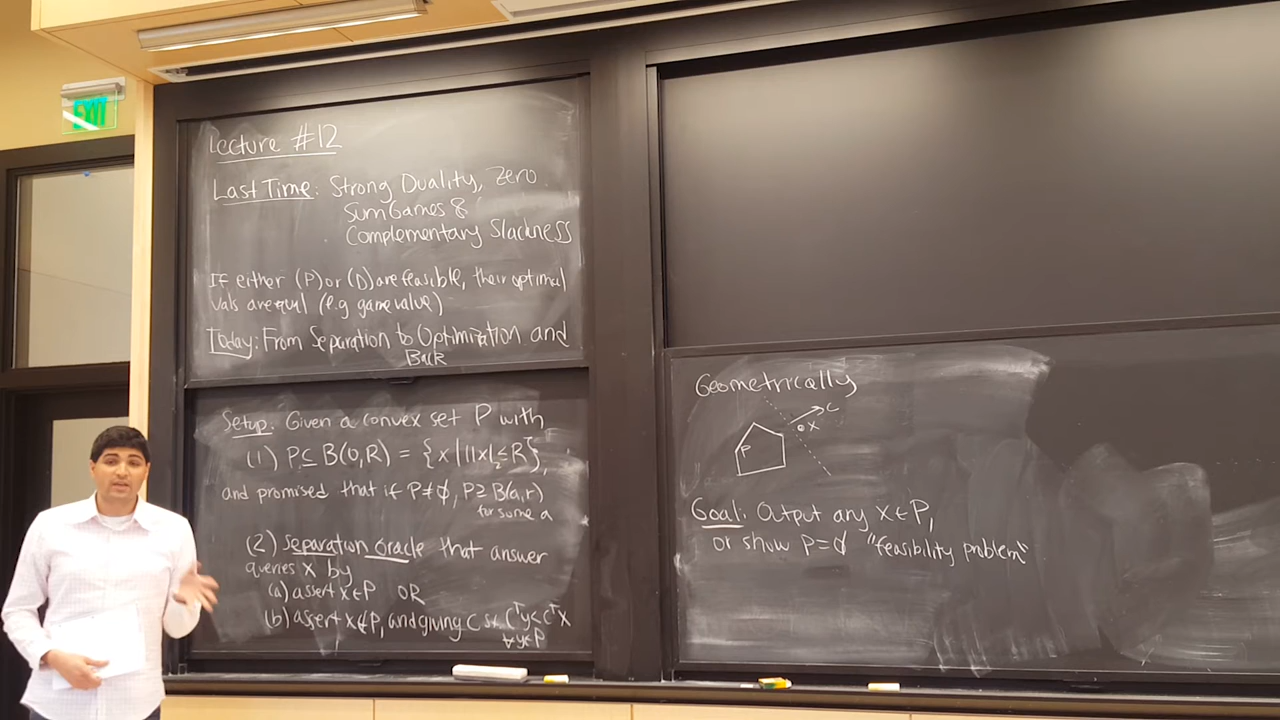 EXIT
Lecture #12
Last Time: Strong Duality, Zero
Sum Games &
Complementary Slackness
If either (P) or (D) are feasible, their optimal
vals are equal (e.g. game value)
Today: From Separation to Optimization and
Back
Setup: Given a convex set P with
(1) P ⊆ B(0,R) = {x | ||x||₂ ≤ R},
and promised that if P ≠ ∅, P ⊇ B(a,r)
for some a
(2) separation oracle that answer
queries x by
(a) assert x ∈ P OR
(b) assert x ∉ P, and giving C s.t. Cᵀy < Cᵀx
∀y∈P
Geometrically
C
x
P
Goal: Output any x ∈ P,
or show P = ∅ "feasibility problem"